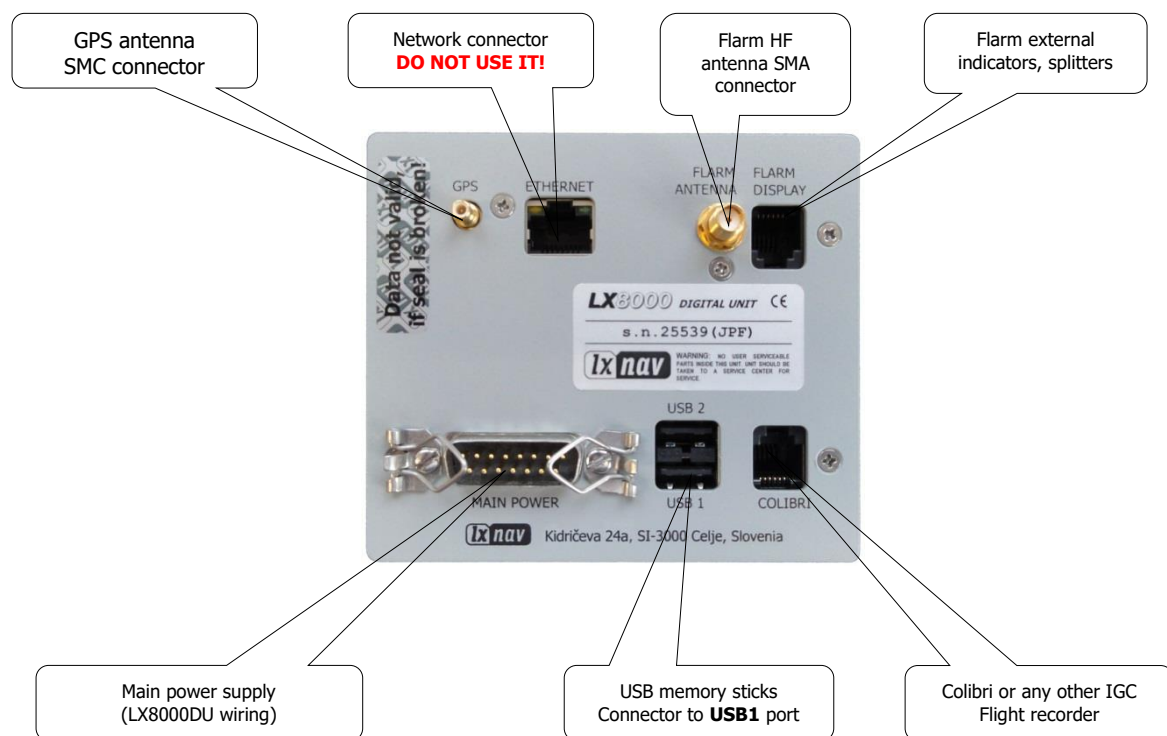 GPS antenna
SMC connector
Network connector
DO NOT USE IT!
Flarm HF
antenna SMA
connector
Flarm external
indicators, splitters
Data not valid,
if seal is broken!
GPS
ETHERNET
FLARM
ANTENNA
FLARM
DISPLAY
LX8000 DIGITAL UNIT CE
s.n.25539(JPF)
lx nav
WARNING: NO USER SERVICEABLE
PARTS INSIDE THIS UNIT. UNIT SHOULD BE
TAKEN TO A SERVICE CENTER FOR
SERVICE.
USB 2
MAIN POWER
USB 1
COLIBRI
lx nav Kidričeva 24a, SI-3000 Celje, Slovenia
Main power supply
(LX8000DU wiring)
USB memory sticks
Connector to USB1 port
Colibri or any other IGC
Flight recorder